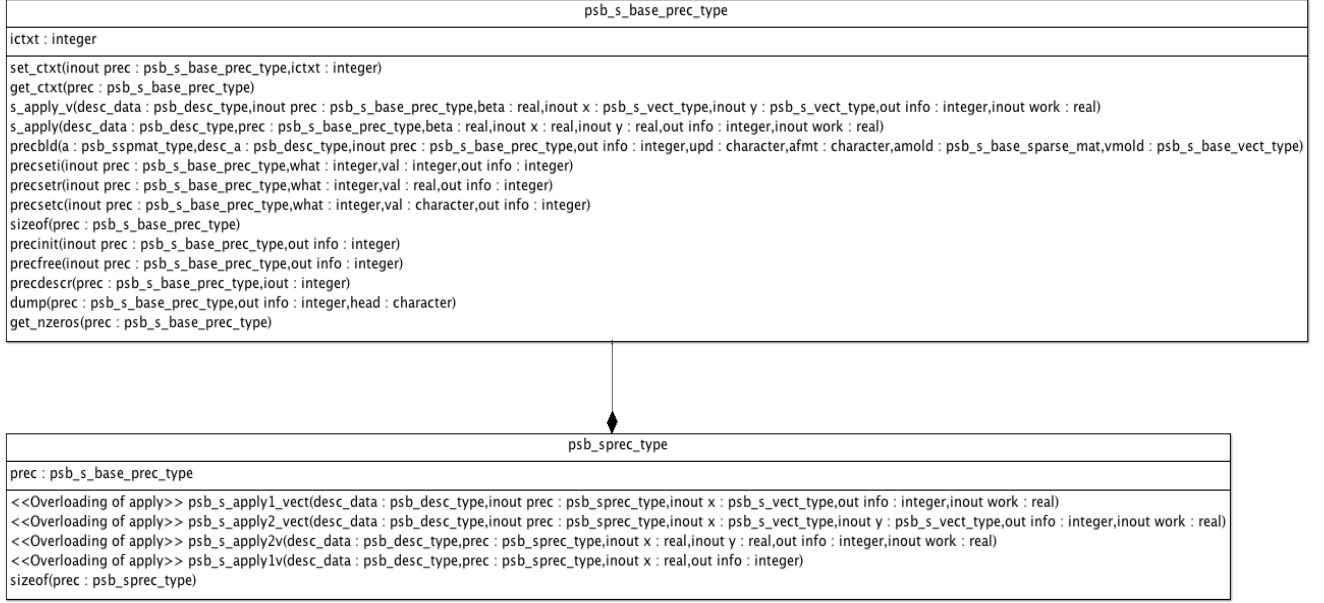 psb_s_base_prec_type
ictxt : integer
set_ctxt(inout prec : psb_s_base_prec_type,ictxt : integer)
get_ctxt(prec : psb_s_base_prec_type)
s_apply_v(desc_data : psb_desc_type,inout prec : psb_s_base_prec_type,beta : real,inout x : psb_s_vect_type,inout y : psb_s_vect_type,out info : integer,inout work : real)
s_apply(desc_data : psb_desc_type,prec : psb_s_base_prec_type,beta : real,inout x : real,inout y : real,out info : integer,inout work : real)
precbld(a : psb_sspmat_type,desc_a : psb_desc_type,inout prec : psb_s_base_prec_type,out info : integer,upd : character,afmt : character,amold : psb_s_base_sparse_mat,vmold : psb_s_base_vect_type)
precseti(inout prec : psb_s_base_prec_type,what : integer,val : integer,out info : integer)
precsetr(inout prec : psb_s_base_prec_type,what : integer,val : real,out info : integer)
precsetc(inout prec : psb_s_base_prec_type,what : integer,val : character,out info : integer)
sizeof(prec : psb_s_base_prec_type)
precinit(inout prec : psb_s_base_prec_type,out info : integer)
precfree(inout prec : psb_s_base_prec_type,out info : integer)
precdescr(prec : psb_s_base_prec_type,iout : integer)
dump(prec : psb_s_base_prec_type,out info : integer,head : character)
get_nzeros(prec : psb_s_base_prec_type)
psb_sprec_type
prec : psb_s_base_prec_type
<<Overloading of apply>> psb_s_apply1_vect(desc_data : psb_desc_type,inout prec : psb_sprec_type,inout x : psb_s_vect_type,out info : integer,inout work : real)
<<Overloading of apply>> psb_s_apply2_vect(desc_data : psb_desc_type,inout prec : psb_sprec_type,inout x : psb_s_vect_type,inout y : psb_s_vect_type,out info : integer,inout work : real)
<<Overloading of apply>> psb_s_apply2v(desc_data : psb_desc_type,prec : psb_sprec_type,inout x : real,inout y : real,out info : integer,inout work : real)
<<Overloading of apply>> psb_s_apply1v(desc_data : psb_desc_type,prec : psb_sprec_type,inout x : real,out info : integer)
sizeof(prec : psb_sprec_type)